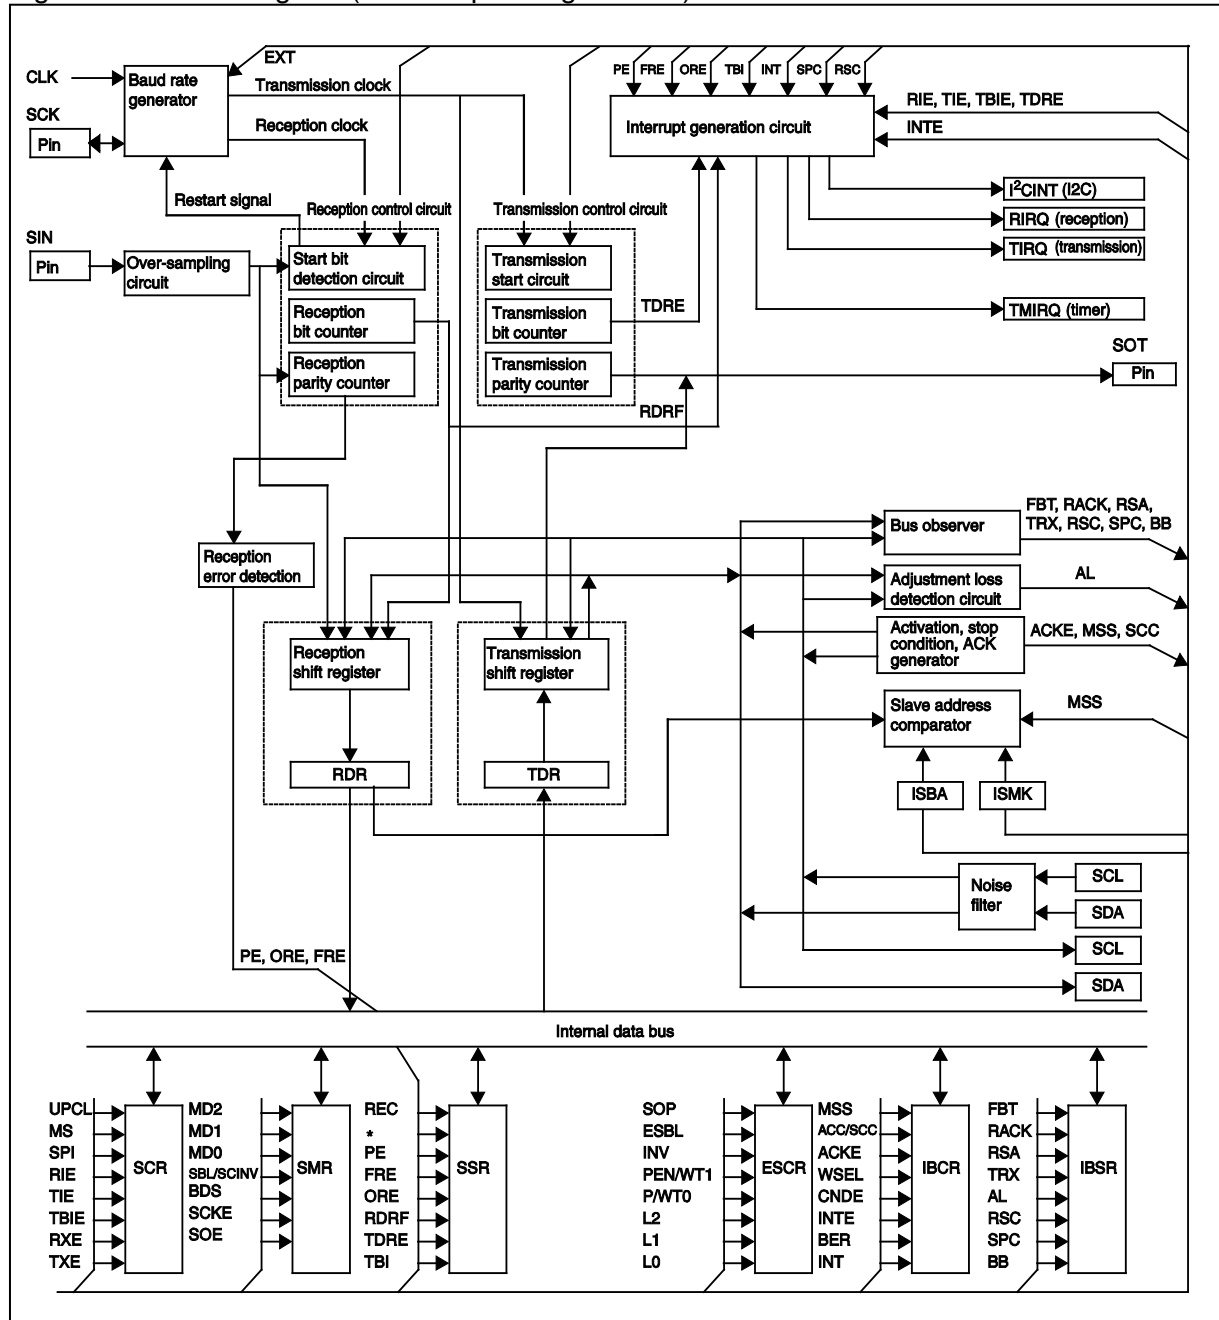 EXT
PE FRE ORE TBI INT SPC RSC
CLK
Baud rate
generator
Transmission clock
RIE, TIE, TBIE, TDRE
SCK
Pin
Reception clock
Interrupt generation circuit
INTE
Restart signal
Reception control circuit
Transmission control circuit
I2CINT (I2C)
RIRQ (reception)
TIRQ (transmission)
TMIRQ (timer)
SIN
Pin
Over-sampling
circuit
Start bit
detection circuit
Transmission
start circuit
Reception
bit counter
Transmission
bit counter
TDRE
Reception
parity counter
Transmission
parity counter
SOT
Pin
RDRF
Bus observer
FBT, RACK, RSA,
TRX, RSC, SPC, BB
Reception
error detection
Adjustment loss
detection circuit
AL
Activation, stop
condition, ACK
generator
ACKE, MSS, SCC
Reception
shift register
Transmission
shift register
Slave address
comparator
MSS
RDR
TDR
ISBA
ISMK
Noise
filter
SCL
SDA
SCL
SDA
PE, ORE, FRE
Internal data bus
UPCL
MS
SPI
RIE
TIE
TBIE
RXE
TXE
SCR
MD2
MD1
MD0
SBL/SCINV
BDS
SCKE
SOE
SMR
REC
*
PE
FRE
ORE
RDRF
TDRE
TBI
SSR
SOP
ESBL
INV
PEN/WT1
P/WT0
L2
L1
L0
ESCR
MSS
ACC/SCC
ACKE
WSEL
CNDE
INTE
BER
INT
IBCR
FBT
RACK
RSA
TRX
AL
RSC
SPC
BB
IBSR